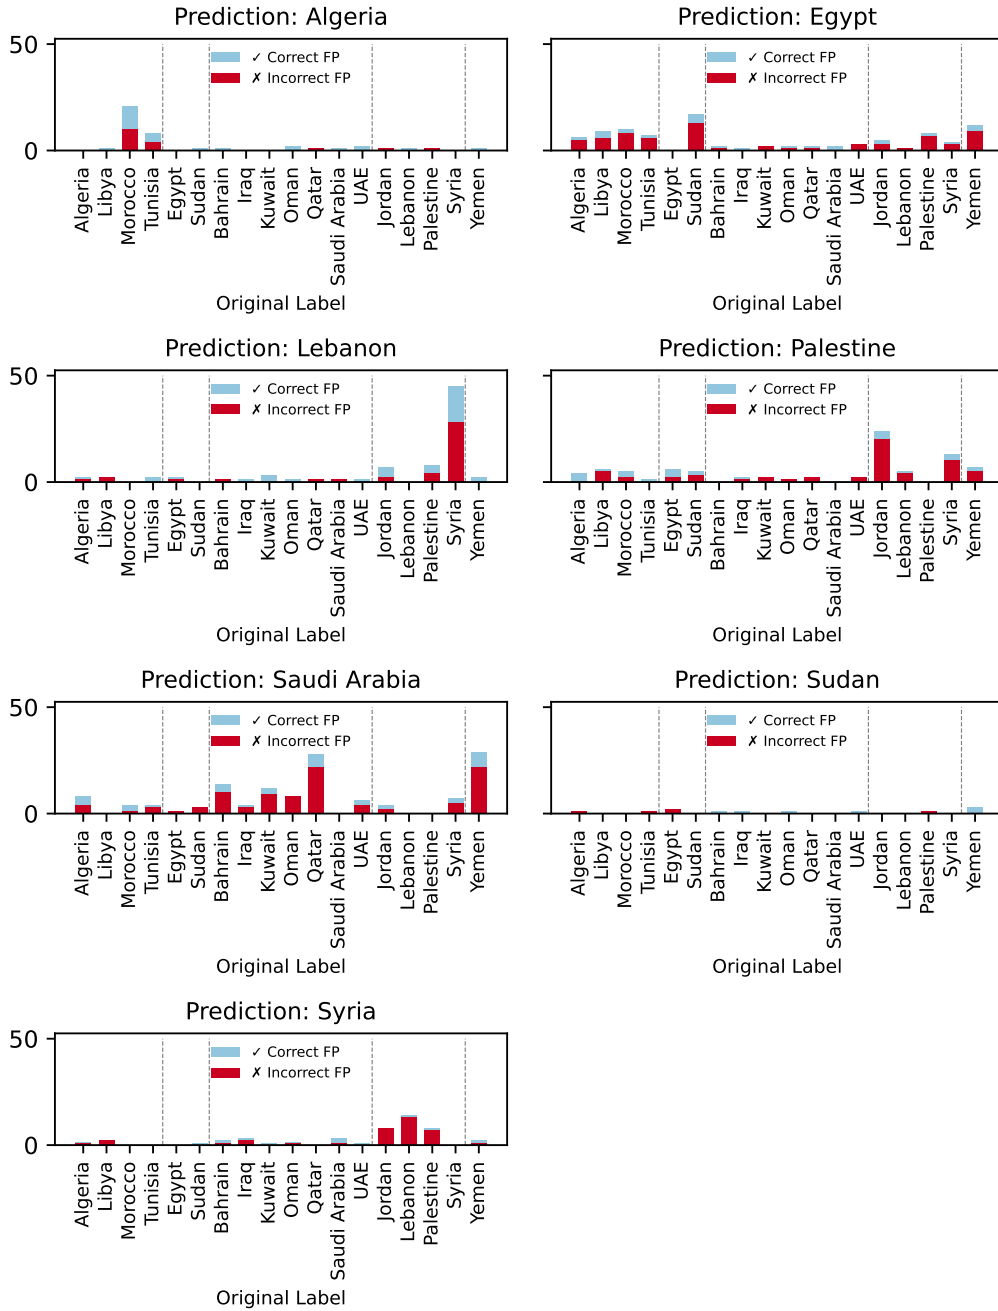 Prediction: Algeria
50
0
✓ Correct FP
✗ Incorrect FP
Algeria
Libya
Morocco
Tunisia
Egypt
Sudan
Bahrain
Iraq
Kuwait
Oman
Qatar
Saudi Arabia
UAE
Jordan
Lebanon
Palestine
Syria
Yemen
Original Label
Prediction: Egypt
✓ Correct FP
✗ Incorrect FP
Algeria
Libya
Morocco
Tunisia
Egypt
Sudan
Bahrain
Iraq
Kuwait
Oman
Qatar
Saudi Arabia
UAE
Jordan
Lebanon
Palestine
Syria
Yemen
Original Label
Prediction: Lebanon
50
0
✓ Correct FP
✗ Incorrect FP
Algeria
Libya
Morocco
Tunisia
Egypt
Sudan
Bahrain
Iraq
Kuwait
Oman
Qatar
Saudi Arabia
UAE
Jordan
Lebanon
Palestine
Syria
Yemen
Original Label
Prediction: Palestine
✓ Correct FP
✗ Incorrect FP
Algeria
Libya
Morocco
Tunisia
Egypt
Sudan
Bahrain
Iraq
Kuwait
Oman
Qatar
Saudi Arabia
UAE
Jordan
Lebanon
Palestine
Syria
Yemen
Original Label
Prediction: Saudi Arabia
50
0
✓ Correct FP
✗ Incorrect FP
Algeria
Libya
Morocco
Tunisia
Egypt
Sudan
Bahrain
Iraq
Kuwait
Oman
Qatar
Saudi Arabia
UAE
Jordan
Lebanon
Palestine
Syria
Yemen
Original Label
Prediction: Sudan
✓ Correct FP
✗ Incorrect FP
Algeria
Libya
Morocco
Tunisia
Egypt
Sudan
Bahrain
Iraq
Kuwait
Oman
Qatar
Saudi Arabia
UAE
Jordan
Lebanon
Palestine
Syria
Yemen
Original Label
Prediction: Syria
50
0
✓ Correct FP
✗ Incorrect FP
Algeria
Libya
Morocco
Tunisia
Egypt
Sudan
Bahrain
Iraq
Kuwait
Oman
Qatar
Saudi Arabia
UAE
Jordan
Lebanon
Palestine
Syria
Yemen
Original Label